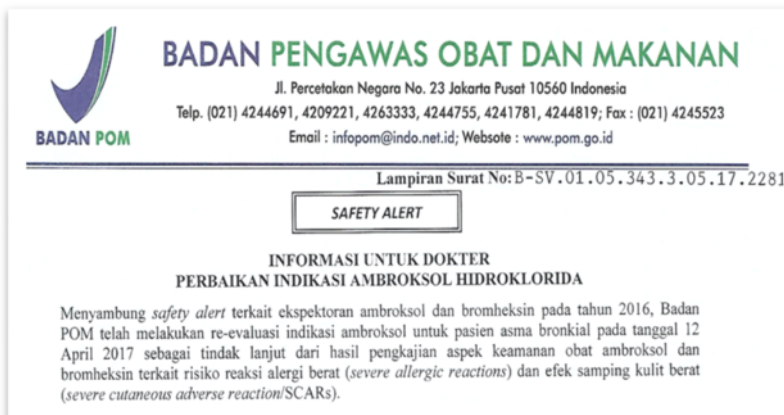 BADAN PENGAWAS OBAT DAN MAKANAN
Jl. Percetakan Negara No. 23 Jakarta Pusat 10560 Indonesia
Telp. (021) 4244691, 4209221, 4263333, 4244755, 4241781, 4244819; Fax : (021) 4245523
Email : infopom@indo.net.id; Websote : www.pom.go.id
BADAN POM
Lampiran Surat No: B-SV.01.05.343.3.05.17.2281
SAFETY ALERT
INFORMASI UNTUK DOKTER
PERBAIKAN INDIKASI AMBROKSOL HIDROKLORIDA
Menyambung safety alert terkait ekspektoran ambroksol dan bromheksin pada tahun 2016, Badan
POM telah melakukan re-evaluasi indikasi ambroksol untuk pasien asma bronkial pada tanggal 12
April 2017 sebagai tindak lanjut dari hasil pengkajian aspek keamanan obat ambroksol dan
bromheksin terkait risiko reaksi alergi berat (severe allergic reactions) dan efek samping kulit berat
(severe cutaneous adverse reaction/SCARs).